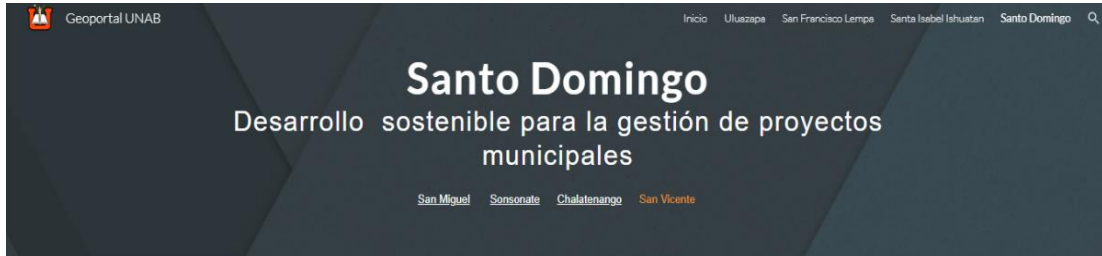 Geoportal UNAB
Inicio Uluazapa San Francisco Lempa Santa Isabel Ishuatan Santo Domingo
Santo Domingo
Desarrollo sostenible para la gestión de proyectos
municipales
San Miguel Sonsonate Chalatenango San Vicente